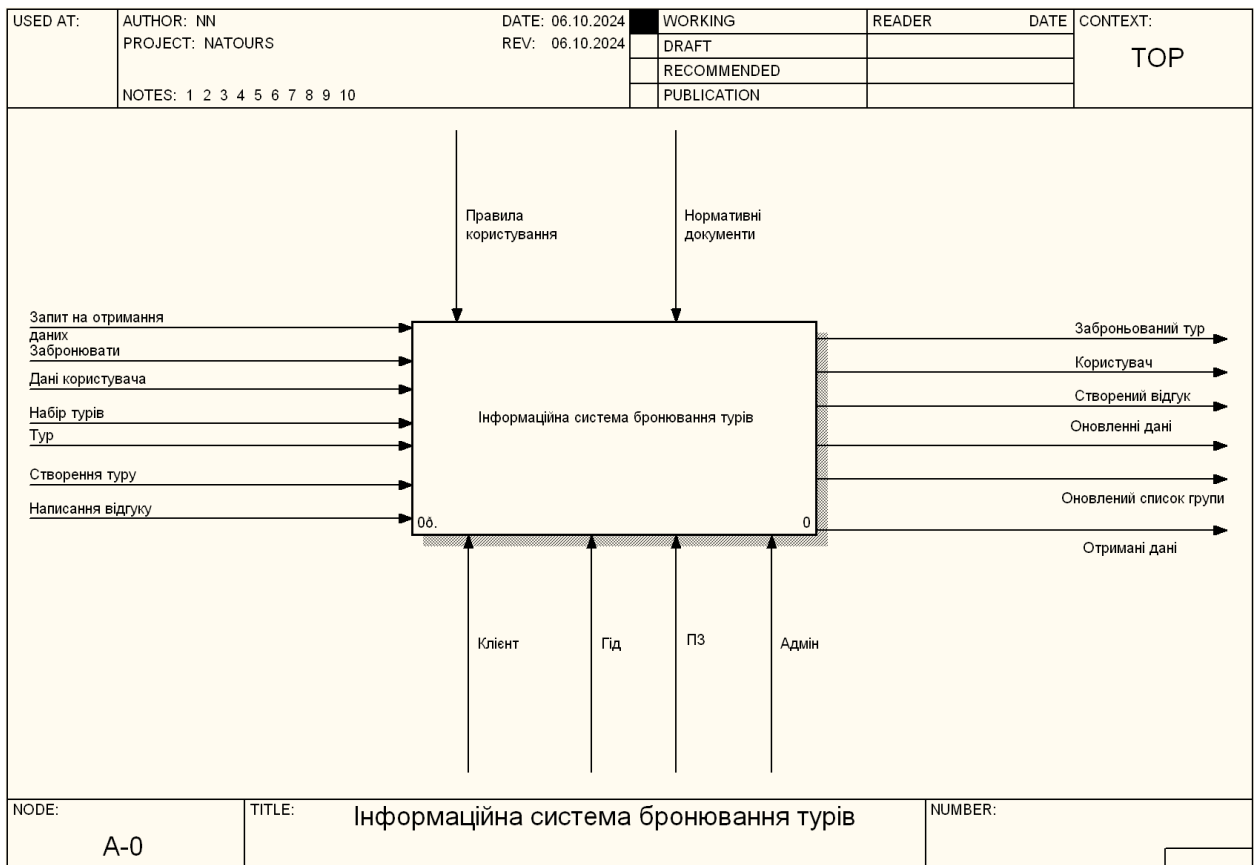 USED AT:
AUTHOR: NN
DATE: 06.10.2024
WORKING
READER
DATE
CONTEXT:
PROJECT: NATOURS
REV: 06.10.2024
DRAFT
TOP
RECOMMENDED
NOTES: 1 2 3 4 5 6 7 8 9 10
PUBLICATION
Правила
користування
Нормативні
документи
Запит на отримання
даних
Забронювати
Дані користувача
Набір турів
Тур
Створення туру
Написання відгуку
Інформаційна система бронювання турів
0ð.
0
Заброньований тур
Користувач
Створений відгук
Оновленні дані
Оновлений список групи
Отримані дані
Клієнт
Гід
ПЗ
Адмін
NODE:
A-0
TITLE:
Інформаційна система бронювання турів
NUMBER: